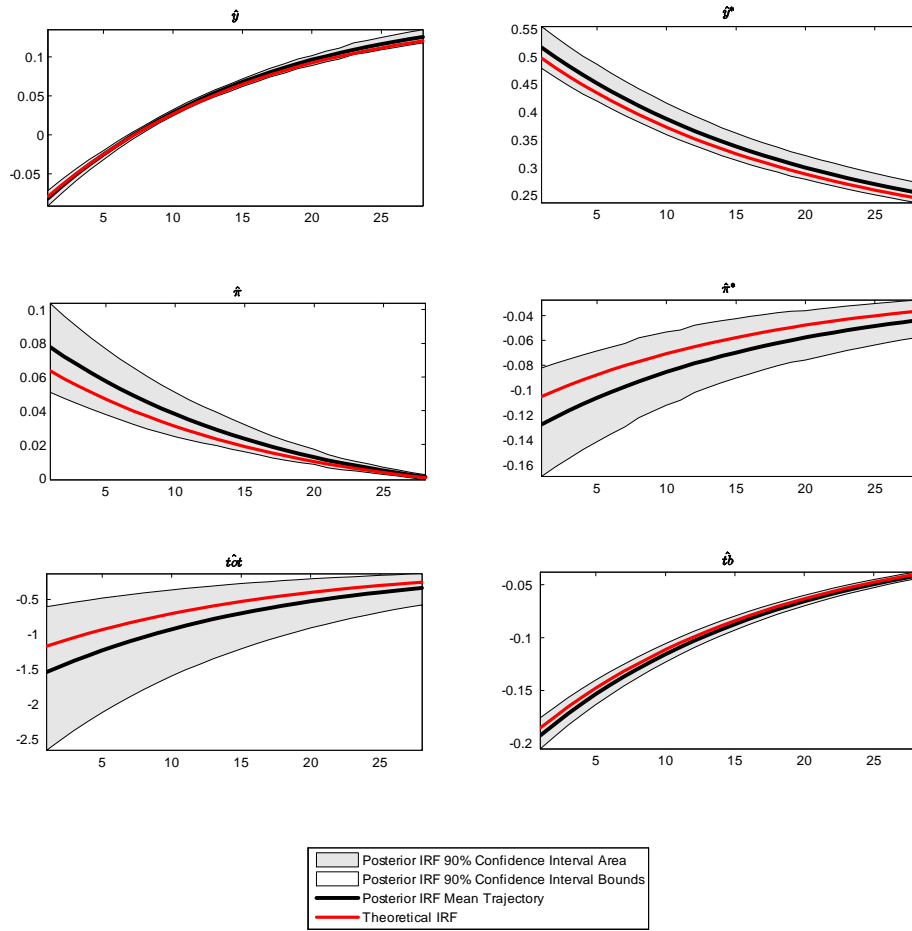 ŷ
0.1
0.05
0
-0.05
5 10 15 20 25
ŷ*
0.55
0.5
0.45
0.4
0.35
0.3
0.25
5 10 15 20 25
π̂
0.1
0.08
0.06
0.04
0.02
0
5 10 15 20 25
π̂*
-0.04
-0.06
-0.08
-0.1
-0.12
-0.14
-0.16
5 10 15 20 25
tôt
-0.5
-1
-1.5
-2
-2.5
5 10 15 20 25
tb̂
-0.05
-0.1
-0.15
-0.2
5 10 15 20 25
Posterior IRF 90% Confidence Interval Area
Posterior IRF 90% Confidence Interval Bounds
Posterior IRF Mean Trajectory
Theoretical IRF